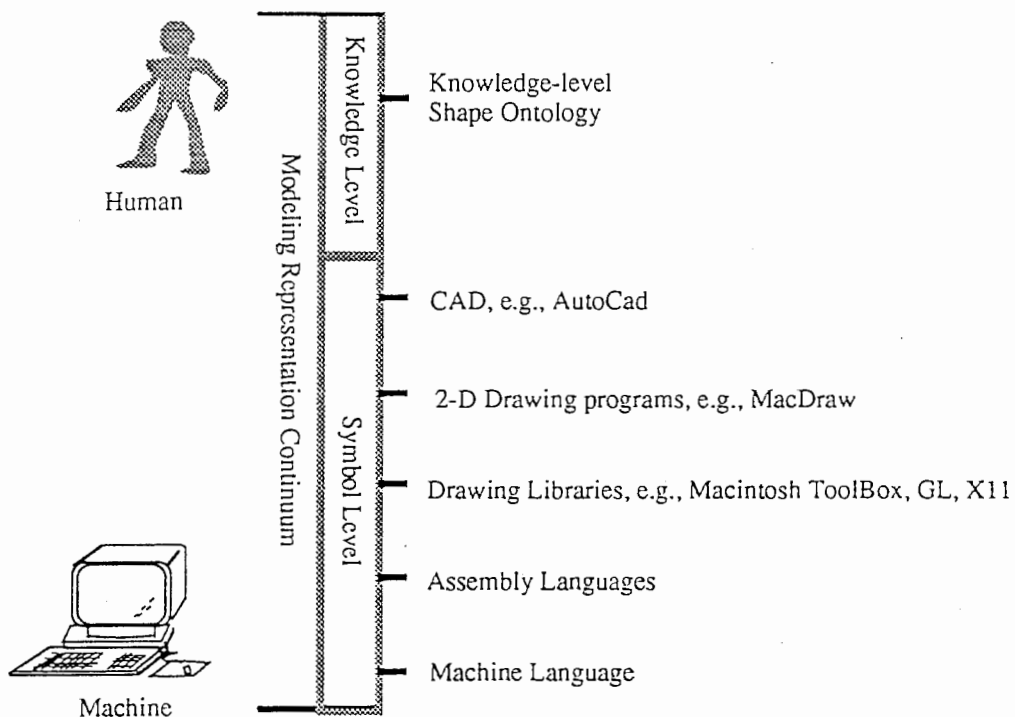 Human
Machine
Modeling Representation Continuum
Knowledge Level
Symbol Level
Knowledge-level
Shape Ontology
CAD, e.g., AutoCad
2-D Drawing programs, e.g., MacDraw
Drawing Libraries, e.g., Macintosh ToolBox, GL, X11
Assembly Languages
Machine Language